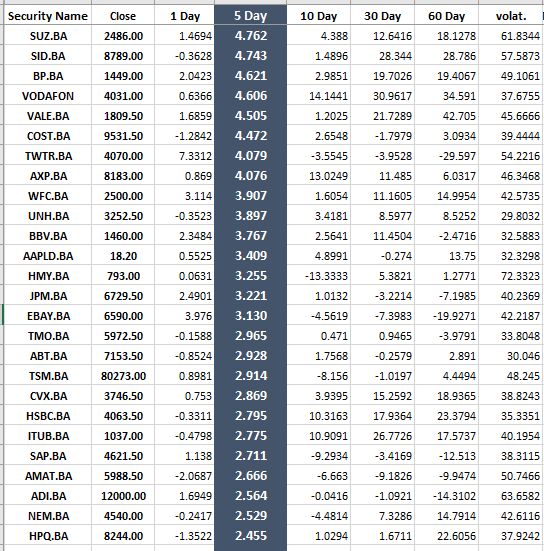 Security Name Close 1 Day 5 Day 10 Day 30 Day 60 Day volat.
SUZ.BA 2486.00 1.4694 4.762 4.388 12.6416 18.1278 61.8344
SID.BA 8789.00 -0.3628 4.743 1.4896 28.344 28.786 57.5873
BP.BA 1449.00 2.0423 4.621 2.9851 19.7026 19.4067 49.1061
VODAFON 4031.00 0.6366 4.606 14.1441 30.9617 34.591 37.6755
VALE.BA 1809.50 1.6859 4.505 1.2025 21.7289 42.705 45.6666
COST.BA 9531.50 -1.2842 4.472 2.6548 -1.7979 3.0934 39.4444
TWTR.BA 4070.00 7.3312 4.079 -3.5545 -3.9528 -29.597 54.2216
AXP.BA 8183.00 0.869 4.076 13.0249 11.485 6.0317 46.3468
WFC.BA 2500.00 3.114 3.907 1.6054 11.1605 14.9954 42.5735
UNH.BA 3252.50 -0.3523 3.897 3.4181 8.5977 8.5252 29.8032
BBV.BA 1460.00 2.3484 3.767 2.5641 11.4504 -2.4716 32.5883
AAPLD.BA 18.20 0.5525 3.409 4.8991 -0.274 13.75 32.3298
HMY.BA 793.00 0.0631 3.255 -13.3333 5.3821 1.2771 72.3323
JPM.BA 6729.50 2.4901 3.221 1.0132 -3.2214 -7.1985 40.2369
EBAY.BA 6590.00 3.976 3.130 -4.5619 -7.3983 -19.9271 42.2187
TMO.BA 5972.50 -0.1588 2.965 0.471 0.9465 -3.9791 33.8048
ABT.BA 7153.50 -0.8524 2.928 1.7568 -0.2579 2.891 30.046
TSM.BA 80273.00 0.8981 2.914 -8.156 -1.0197 4.4494 48.245
CVX.BA 3746.50 0.753 2.869 3.9395 15.2592 18.9365 38.8243
HSBC.BA 4063.50 -0.3311 2.795 10.3163 17.9364 23.3794 35.3351
ITUB.BA 1037.00 -0.4798 2.775 10.9091 26.7726 17.5737 40.1954
SAP.BA 4621.50 1.138 2.711 -9.2934 -3.4169 -12.513 38.3115
AMAT.BA 5988.50 -2.0687 2.666 -6.663 -9.1826 -9.9474 50.7466
ADI.BA 12000.00 1.6949 2.564 -0.0416 -1.0921 -14.3102 63.6582
NEM.BA 4540.00 -0.2417 2.529 -4.4814 7.3286 14.7914 42.6116
HPQ.BA 8244.00 -1.3522 2.455 1.0294 1.6711 22.6056 37.9242